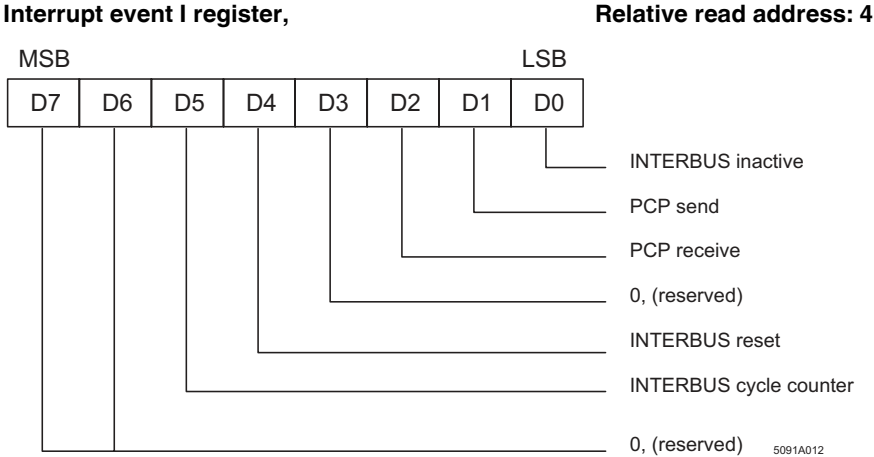 Interrupt event I register, Relative read address: 4
MSB LSB
D7 D6 D5 D4 D3 D2 D1 D0
INTERBUS inactive
PCP send
PCP receive
0, (reserved)
INTERBUS reset
INTERBUS cycle counter
0, (reserved) 5091A012